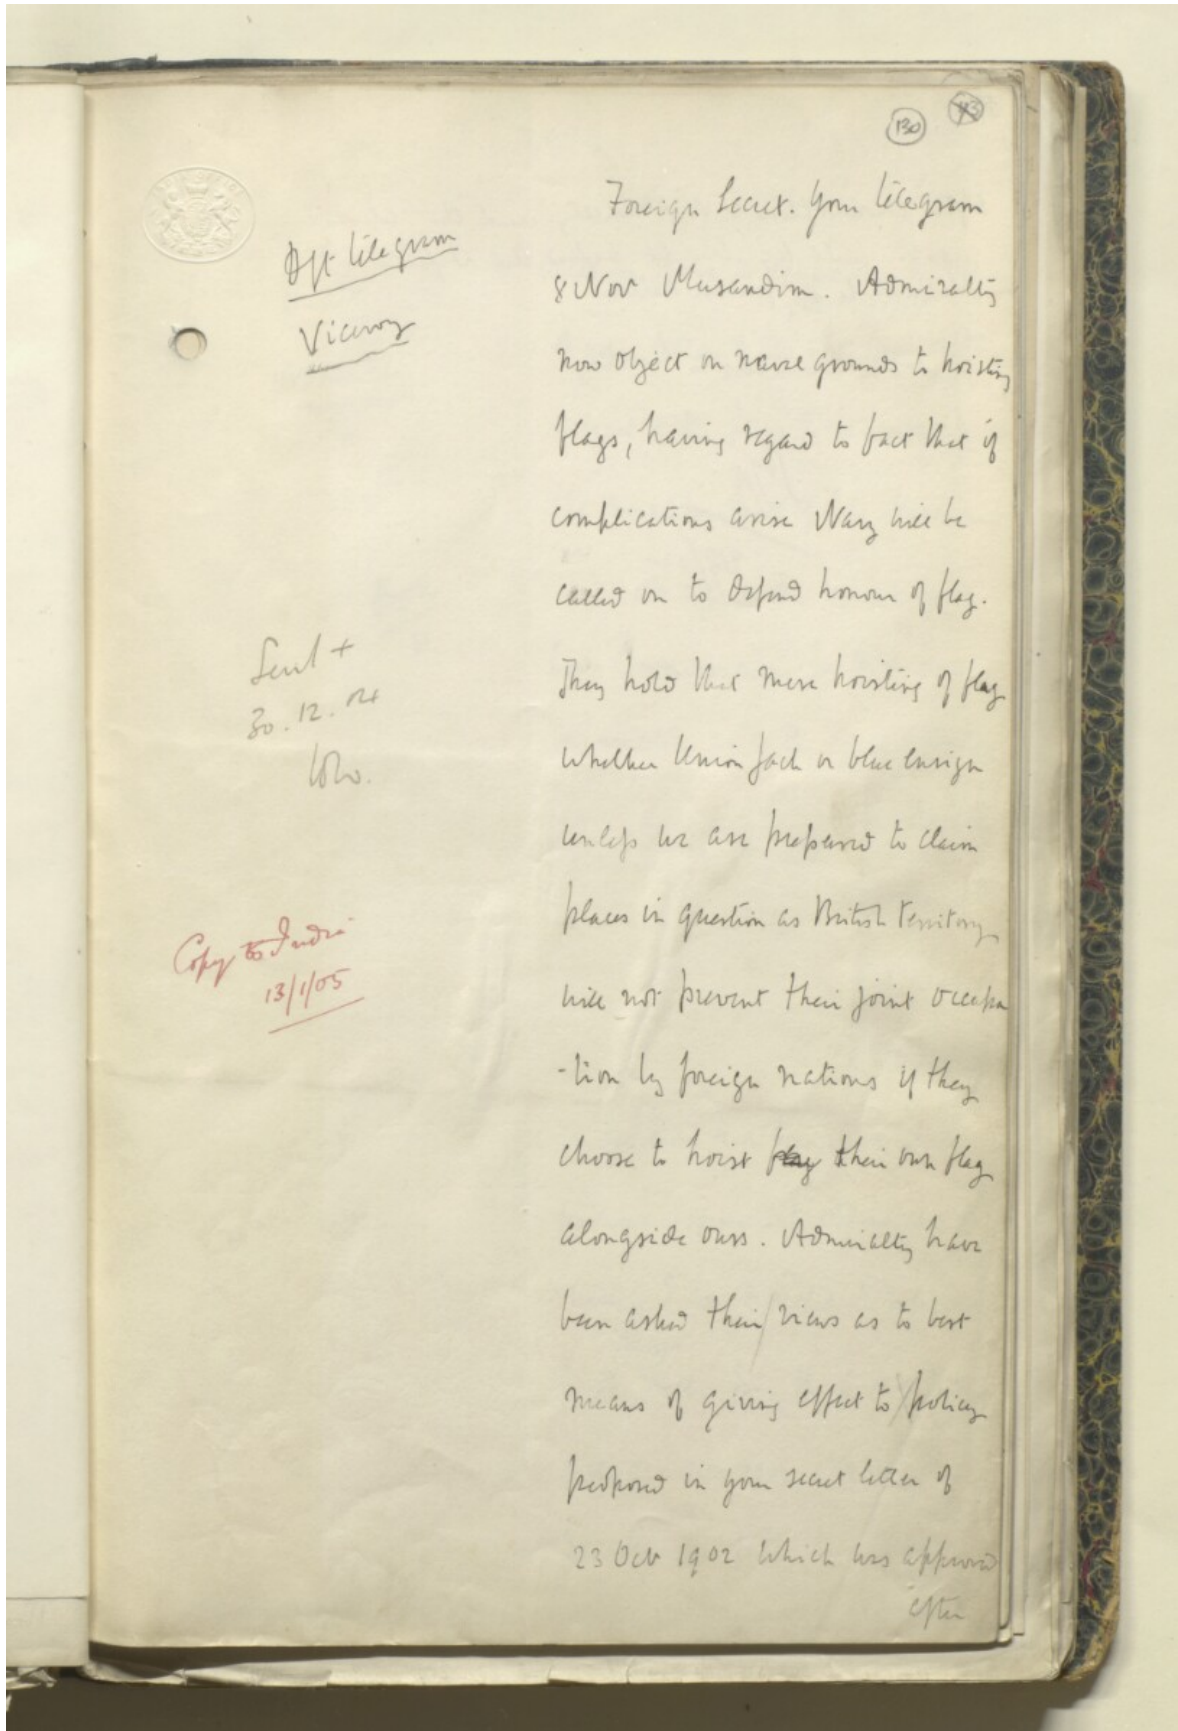 130
113
Foreign Secret. Your telegram
Dft telegram
Viceroy
8 Nov Musandim. Admiralty
now object on naval grounds to hoisting
flags, having regard to fact that if
complications arise Navy will be
called on to defend honour of flag.
Sent
30.12.04
They hold that mere hoisting of flag
whether Union Jack or blue ensign
unless we are prepared to claim
places in question as British territory
Copy to India
13/1/05
will not prevent their joint occupa
-tion by foreign nations if they
choose to hoist flag their own flag
alongside ours. Admiralty have
been asked their views as to best
means of giving effect to policy
proposed in your secret letter of
23 Oct 1902 which was approved
after